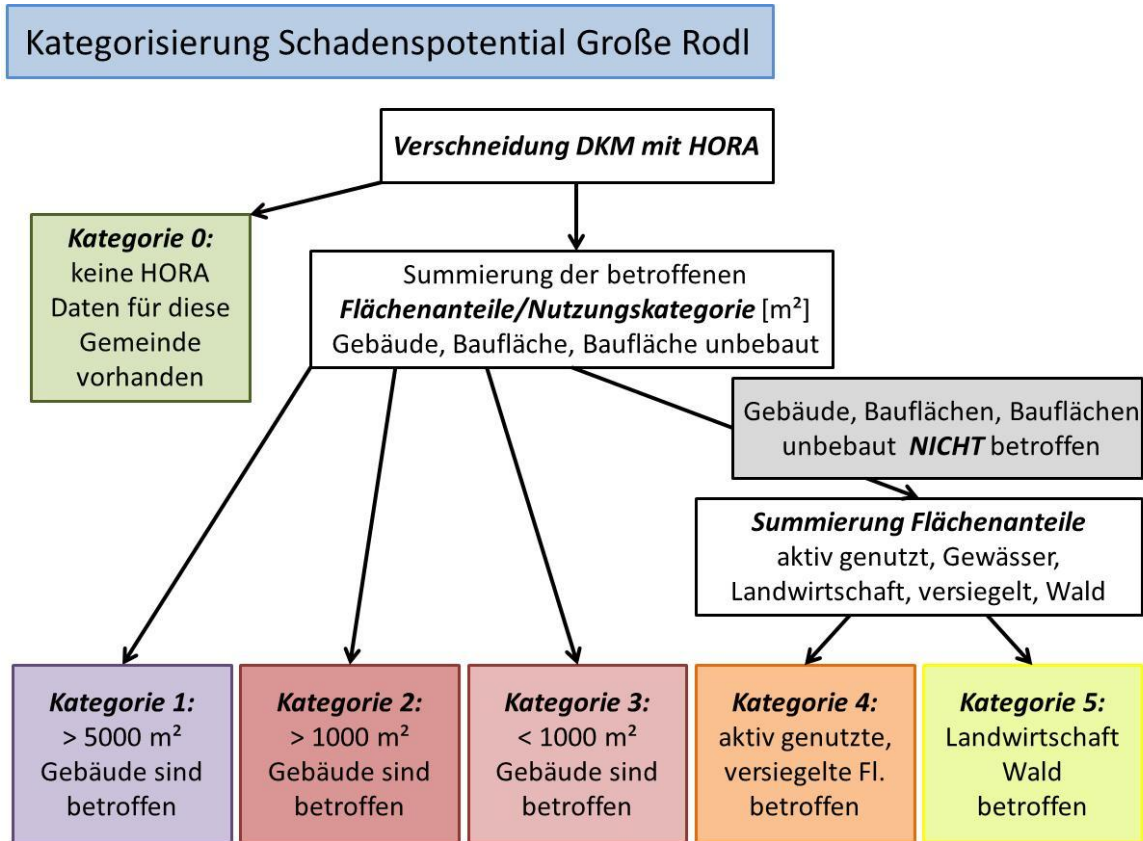 Kategorisierung Schadenspotential Große Rodl
Verschneidung DKM mit HORA
Kategorie 0:
keine HORA
Daten für diese
Gemeinde
vorhanden
Summierung der betroffenen
Flächenanteile/Nutzungskategorie [m²]
Gebäude, Baufläche, Baufläche unbebaut
Gebäude, Bauflächen, Bauflächen
unbebaut NICHT betroffen
Summierung Flächenanteile
aktiv genutzt, Gewässer,
Landwirtschaft, versiegelt, Wald
Kategorie 1:
> 5000 m²
Gebäude sind
betroffen
Kategorie 2:
> 1000 m²
Gebäude sind
betroffen
Kategorie 3:
< 1000 m²
Gebäude sind
betroffen
Kategorie 4:
aktiv genutzte,
versiegelte Fl.
betroffen
Kategorie 5:
Landwirtschaft
Wald
betroffen